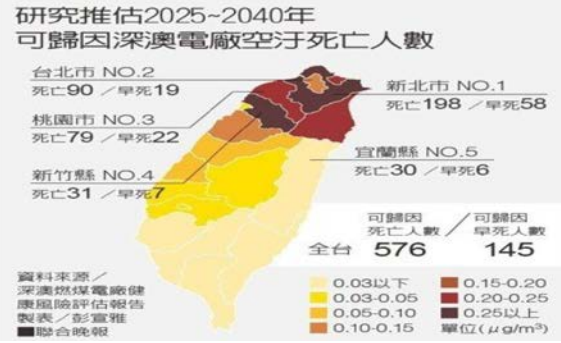 研究推估2025~2040年
可歸因深澳電廠空汙死亡人數
台北市 NO.2
死亡90／早死19
新北市 NO.1
死亡198／早死58
桃園市 NO.3
死亡79／早死22
宜蘭縣 NO.5
死亡30／早死6
新竹縣 NO.4
死亡31／早死7
可歸因死亡人數／可歸因早死人數
全台 576 145
資料來源／
深澳燃煤電廠健
康風險評估報告
製表／彭宣雅
■聯合晚報
0.03以下
0.03-0.05
0.05-0.10
0.10-0.15
0.15-0.20
0.20-0.25
0.25以上
單位(μg/m³)